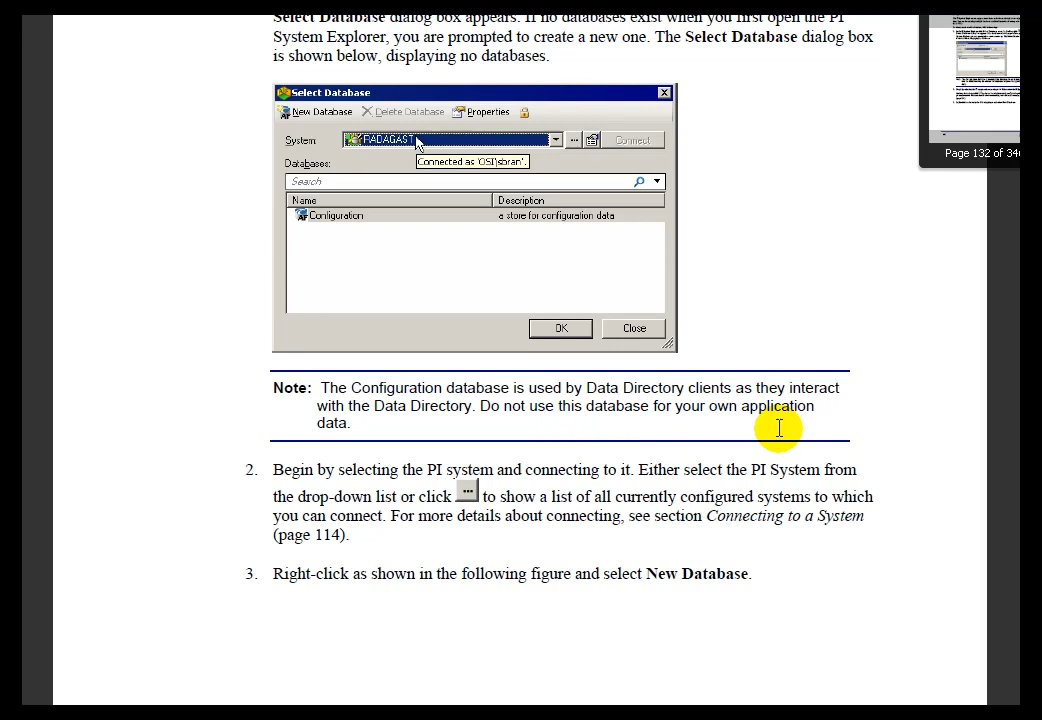 Select Database dialog box appears. If no databases exist when you first open the PI
System Explorer, you are prompted to create a new one. The Select Database dialog box
is shown below, displaying no databases.
Select Database
New Database Delete Database Properties
System: RADAGAST ... Connect
Connected as 'OSI\sbran'.
Databases:
Search
Name Description
Configuration a store for configuration data
OK Close
Note: The Configuration database is used by Data Directory clients as they interact
with the Data Directory. Do not use this database for your own application
data.
2. Begin by selecting the PI system and connecting to it. Either select the PI System from
the drop-down list or click ... to show a list of all currently configured systems to which
you can connect. For more details about connecting, see section Connecting to a System
(page 114).
3. Right-click as shown in the following figure and select New Database.
Page 132 of 34